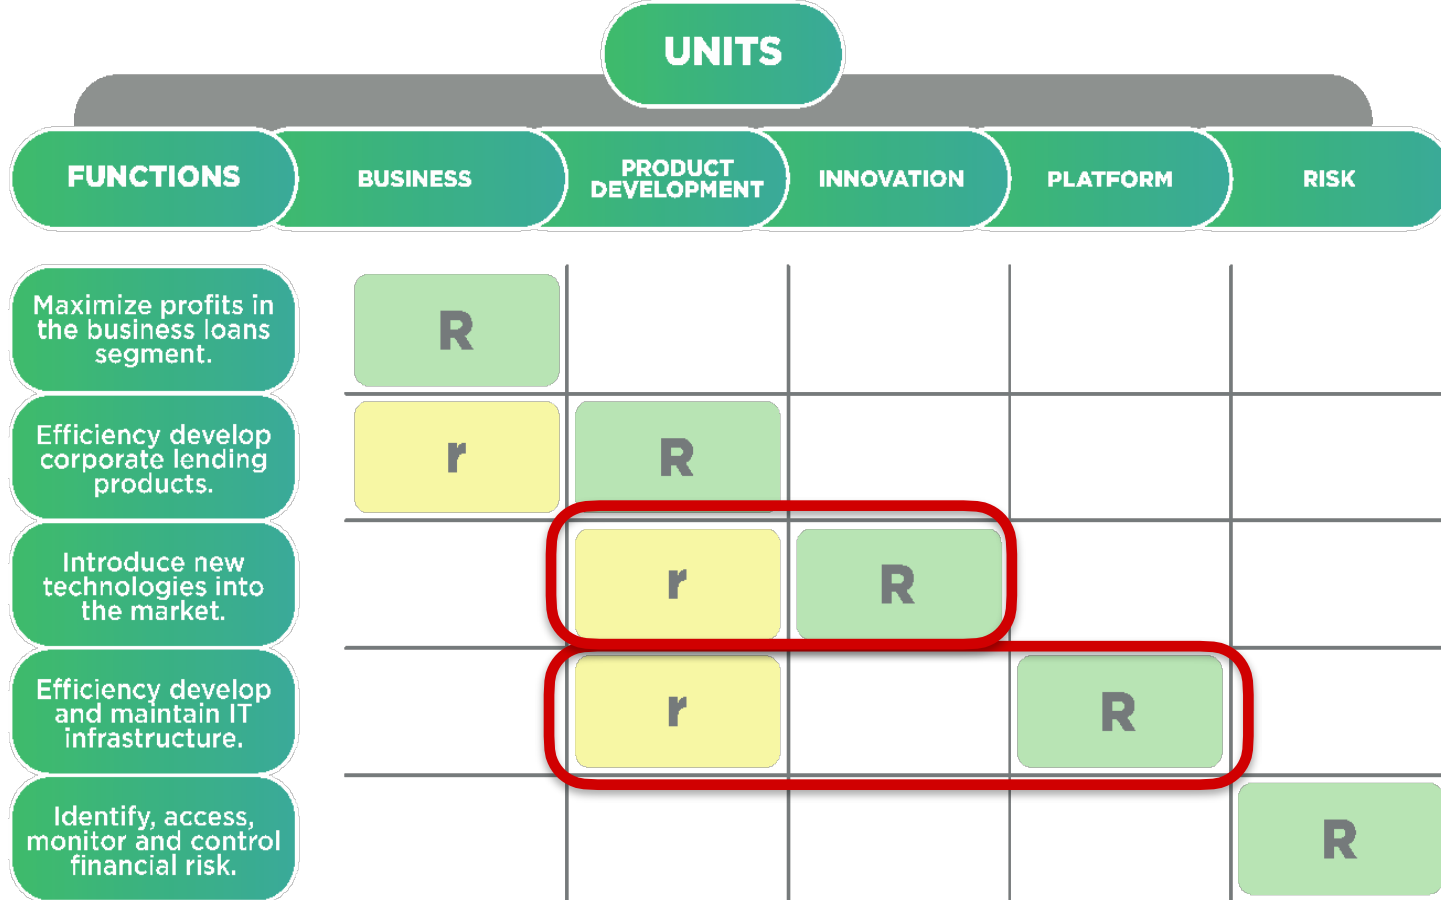 UNITS
FUNCTIONS
BUSINESS
PRODUCT
DEVELOPMENT
INNOVATION
PLATFORM
RISK
Maximize profits in
the business loans
segment.
R
Efficiency develop
corporate lending
products.
r
R
Introduce new
technologies into
the market.
r
R
Efficiency develop
and maintain IT
infrastructure.
r
R
Identify, access,
monitor and control
financial risk.
R